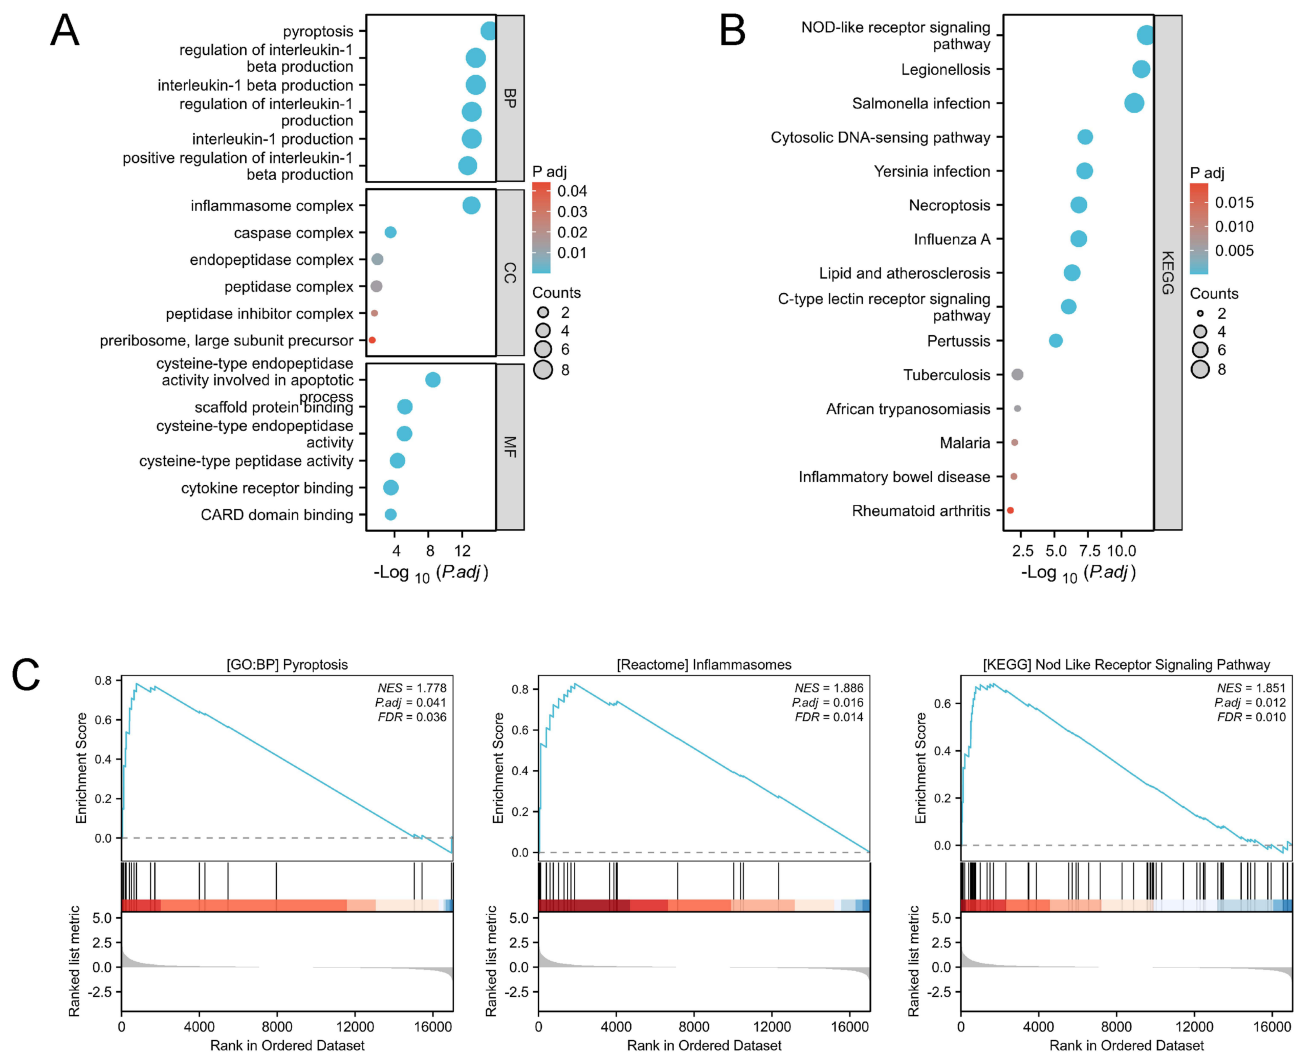 A
pyroptosis
regulation of interleukin-1
beta production
interleukin-1 beta production
regulation of interleukin-1
production
interleukin-1 production
positive regulation of interleukin-1
beta production
BP
inflammasome complex
caspase complex
endopeptidase complex
peptidase complex
peptidase inhibitor complex
preribosome, large subunit precursor
CC
cysteine-type endopeptidase
activity involved in apoptotic
process
scaffold protein binding
cysteine-type endopeptidase
activity
cysteine-type peptidase activity
cytokine receptor binding
CARD domain binding
MF
4 8 12
-Log 10 (P.adj)
P adj
0.04
0.03
0.02
0.01
Counts
2
4
6
8
B
NOD-like receptor signaling
pathway
Legionellosis
Salmonella infection
Cytosolic DNA-sensing pathway
Yersinia infection
Necroptosis
Influenza A
Lipid and atherosclerosis
C-type lectin receptor signaling
pathway
Pertussis
Tuberculosis
African trypanosomiasis
Malaria
Inflammatory bowel disease
Rheumatoid arthritis
KEGG
2.5 5.0 7.5 10.0
-Log 10 (P.adj)
P adj
0.015
0.010
0.005
Counts
2
4
6
8
C
[GO:BP] Pyroptosis
NES = 1.778
P.adj = 0.041
FDR = 0.036
Enrichment Score
0.8
0.6
0.4
0.2
0.0
Ranked list metric
5.0
2.5
0.0
-2.5
0 4000 8000 12000 16000
Rank in Ordered Dataset
[Reactome] Inflammasomes
NES = 1.886
P.adj = 0.016
FDR = 0.014
Enrichment Score
0.8
0.6
0.4
0.2
0.0
Ranked list metric
5.0
2.5
0.0
-2.5
0 4000 8000 12000 16000
Rank in Ordered Dataset
[KEGG] Nod Like Receptor Signaling Pathway
NES = 1.851
P.adj = 0.012
FDR = 0.010
Enrichment Score
0.6
0.4
0.2
0.0
Ranked list metric
5.0
2.5
0.0
-2.5
0 4000 8000 12000 16000
Rank in Ordered Dataset